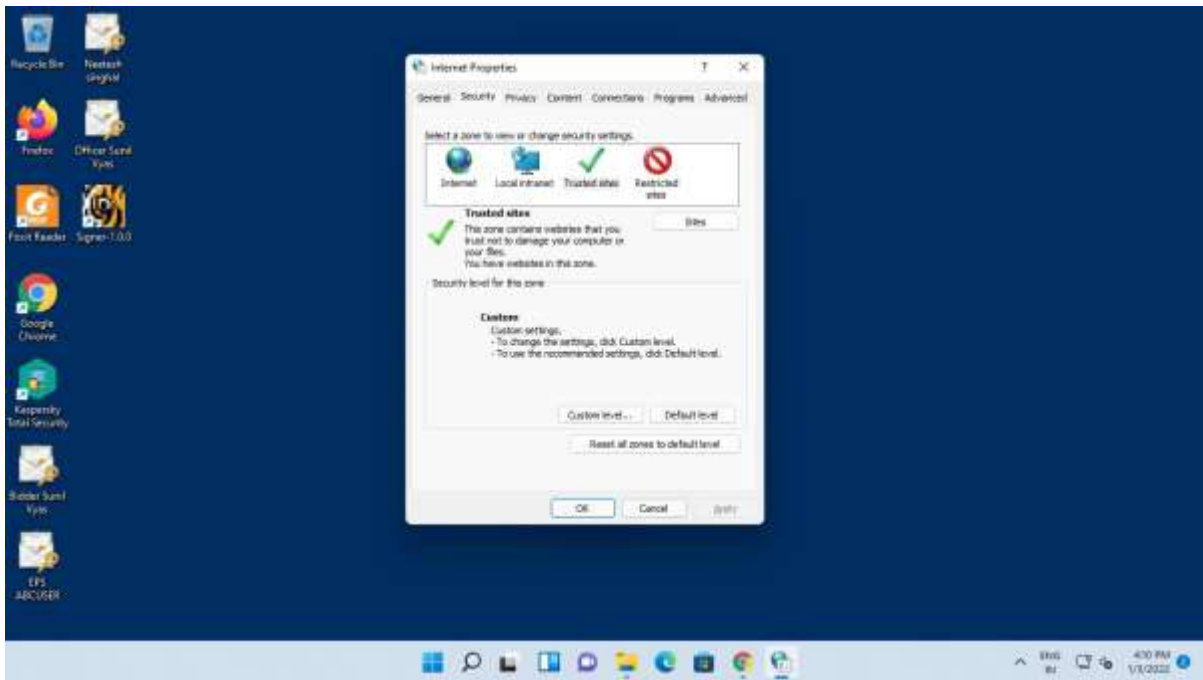 Recycle Bin
Neetesh
singhal
Firefox
Officer Sunil
Vyas
Foxit Reader
Signer-1.0.0
Google
Chrome
Kaspersky
Total Security
Bidder Sunil
Vyas
EPS
ABCUSER
Internet Properties
?
General Security Privacy Content Connections Programs Advanced
Select a zone to view or change security settings.
Internet
Local intranet
Trusted sites
Restricted
sites
Trusted sites
Sites
This zone contains websites that you
trust not to damage your computer or
your files.
You have websites in this zone.
Security level for this zone
Custom
Custom settings.
- To change the settings, click Custom level.
- To use the recommended settings, click Default level.
Custom level...
Default level
Reset all zones to default level
OK
Cancel
Apply
ENG
IN
4:30 PM
1/3/2022